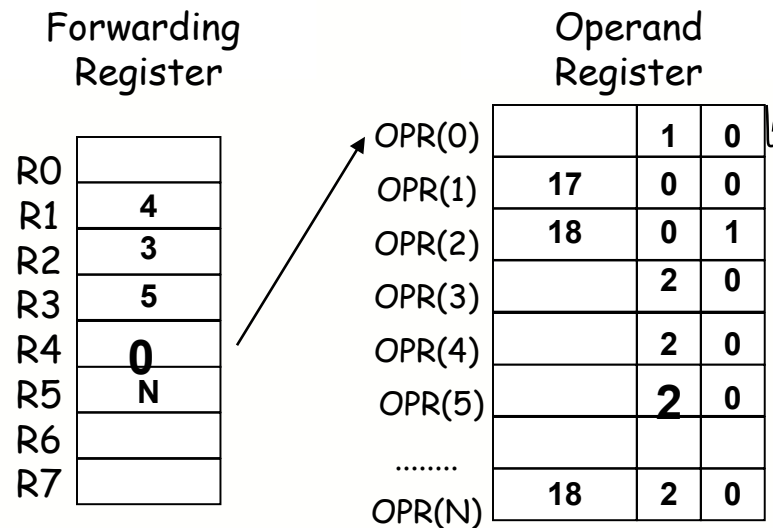 Forwarding
Register
R0
R1 4
R2 3
R3 5
R4 0
R5 N
R6
R7
Operand
Register
OPR(0) 1 0
OPR(1) 17 0 0
OPR(2) 18 0 1
OPR(3) 2 0
OPR(4) 2 0
OPR(5) 2 0
........
OPR(N) 18 2 0